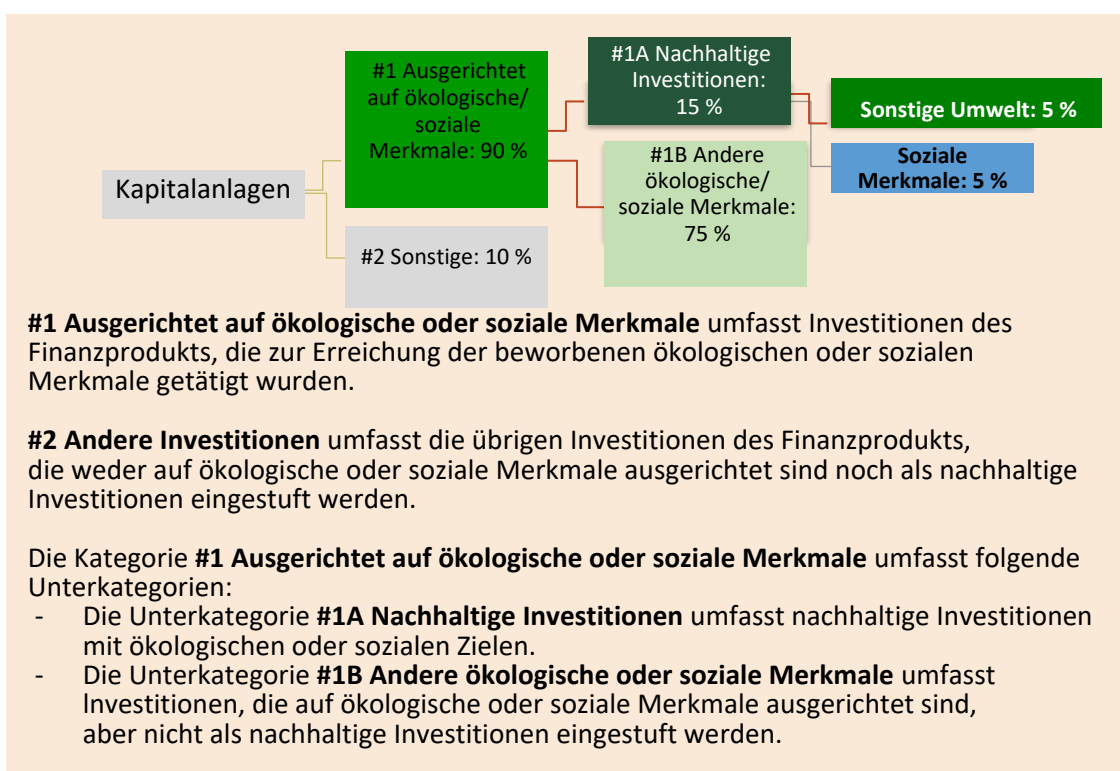 Kapitalanlagen
#1 Ausgerichtet
auf ökologische/
soziale
Merkmale: 90 %
#2 Sonstige: 10 %
#1A Nachhaltige
Investitionen:
15 %
#1B Andere
ökologische/
soziale Merkmale:
75 %
Sonstige Umwelt: 5 %
Soziale
Merkmale: 5 %
#1 Ausgerichtet auf ökologische oder soziale Merkmale umfasst Investitionen des
Finanzprodukts, die zur Erreichung der beworbenen ökologischen oder sozialen
Merkmale getätigt wurden.
#2 Andere Investitionen umfasst die übrigen Investitionen des Finanzprodukts,
die weder auf ökologische oder soziale Merkmale ausgerichtet sind noch als nachhaltige
Investitionen eingestuft werden.
Die Kategorie #1 Ausgerichtet auf ökologische oder soziale Merkmale umfasst folgende
Unterkategorien:
- Die Unterkategorie #1A Nachhaltige Investitionen umfasst nachhaltige Investitionen
mit ökologischen oder sozialen Zielen.
- Die Unterkategorie #1B Andere ökologische oder soziale Merkmale umfasst
Investitionen, die auf ökologische oder soziale Merkmale ausgerichtet sind,
aber nicht als nachhaltige Investitionen eingestuft werden.